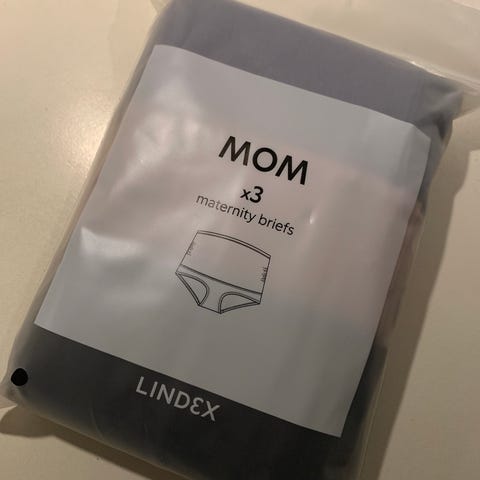 MOM
x3
maternity briefs
LINDEX